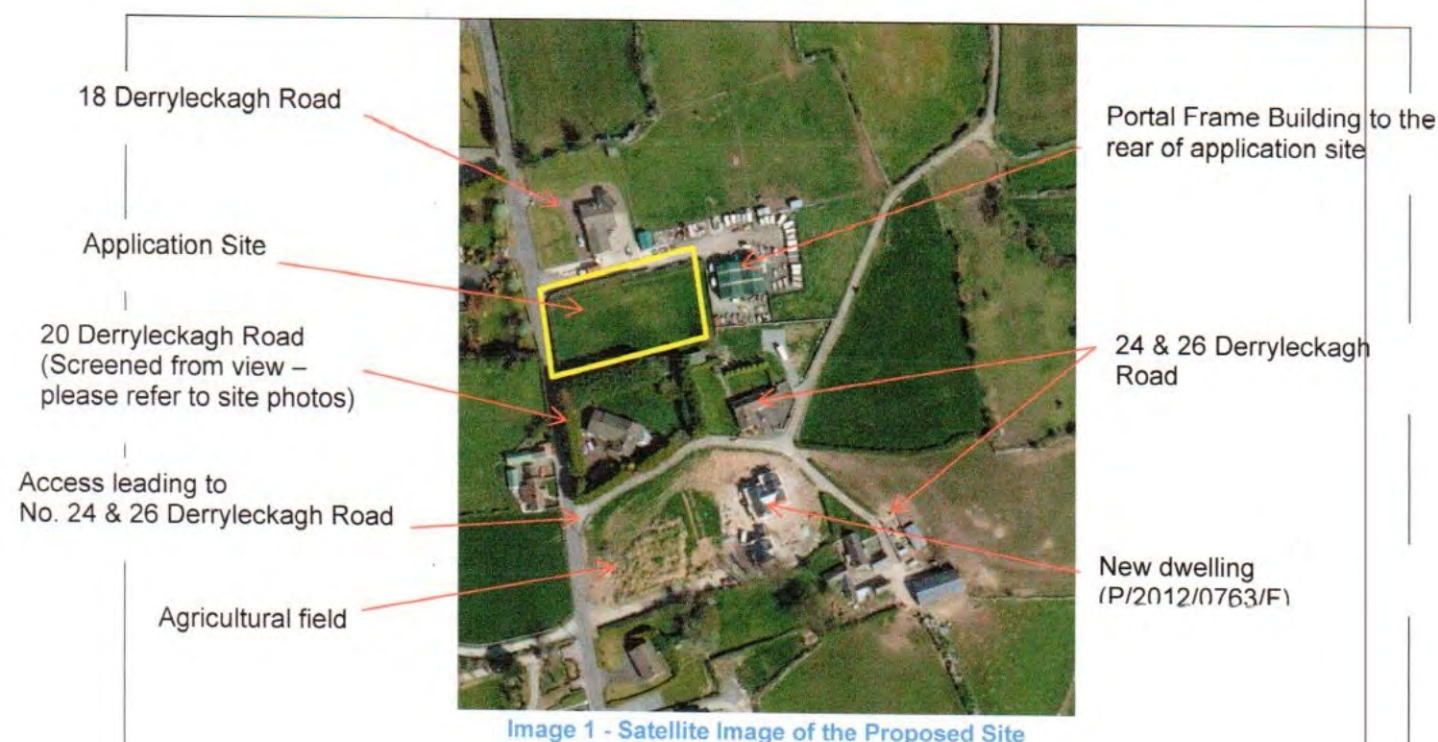 18 Derryleckagh Road
Application Site
20 Derryleckagh Road
(Screened from view –
please refer to site photos)
Access leading to
No. 24 & 26 Derryleckagh Road
Agricultural field
Portal Frame Building to the
rear of application site
24 & 26 Derryleckagh
Road
New dwelling
(P/2012/0763/F)
Image 1 - Satellite Image of the Proposed Site